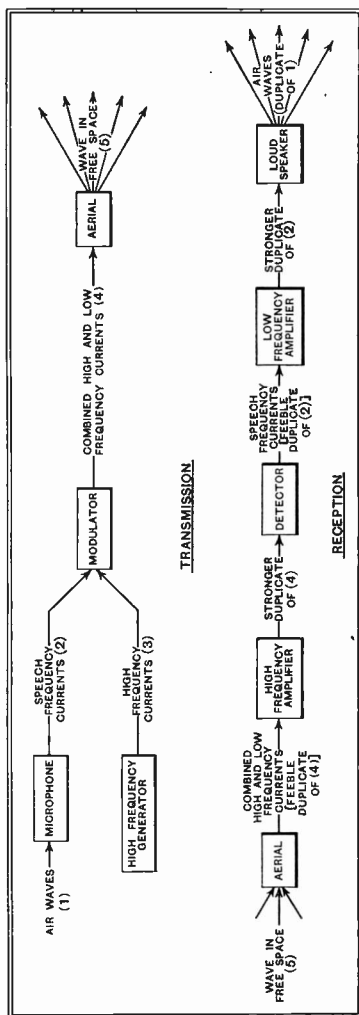 AIR WAVES
(1)
MICROPHONE
SPEECH
FREQUENCY
CURRENTS (2)
HIGH FREQUENCY
GENERATOR
HIGH
FREQUENCY
CURRENTS (3)
MODULATOR
COMBINED HIGH AND LOW
FREQUENCY CURRENTS (4)
AERIAL
WAVE IN
FREE SPACE
(5)
TRANSMISSION
WAVE IN
FREE SPACE
(5)
AERIAL
COMBINED
HIGH AND LOW
FREQUENCY
CURRENTS
[FEEBLE
DUPLICATE
OF (4)]
HIGH
FREQUENCY
AMPLIFIER
STRONGER
DUPLICATE
OF (4)
DETECTOR
SPEECH
FREQUENCY
CURRENTS
[FEEBLE
DUPLICATE
OF (2)]
LOW
FREQUENCY
AMPLIFIER
STRONGER
DUPLICATE
OF (2)
LOUD
SPEAKER
AIR
WAVES
(DUPLICATE
OF 1)
RECEPTION